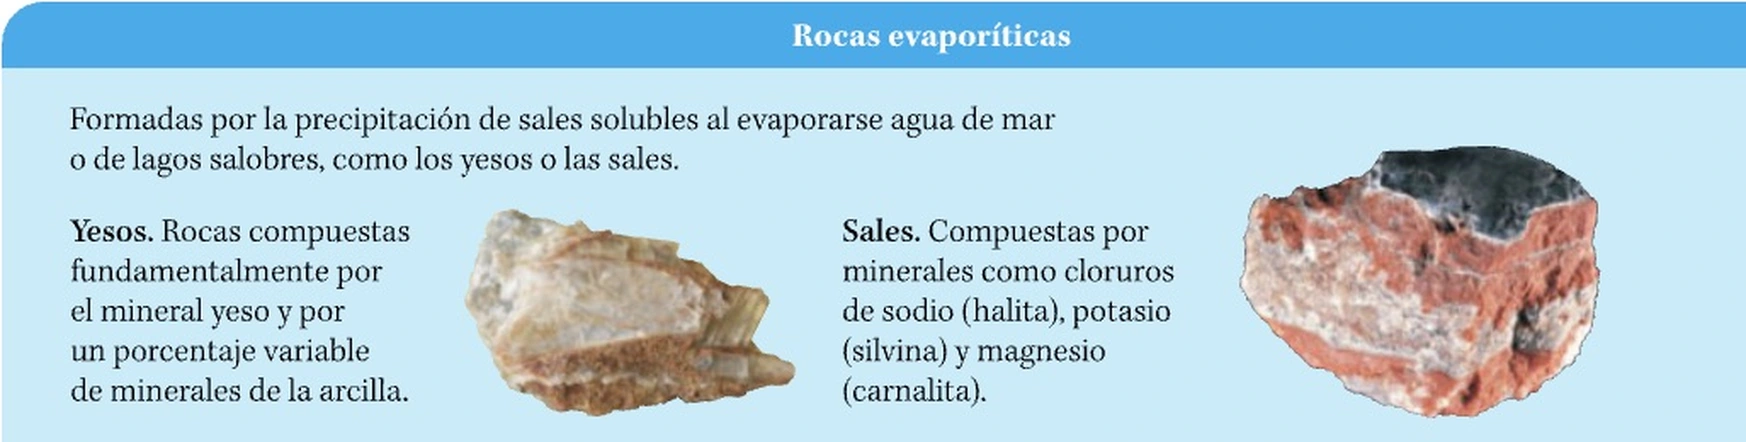 Rocas evaporíticas
Formadas por la precipitación de sales solubles al evaporarse agua de mar
o de lagos salobres, como los yesos o las sales.
Yesos. Rocas compuestas
fundamentalmente por
el mineral yeso y por
un porcentaje variable
de minerales de la arcilla.
Sales. Compuestas por
minerales como cloruros
de sodio (halita), potasio
(silvina) y magnesio
(carnalita).